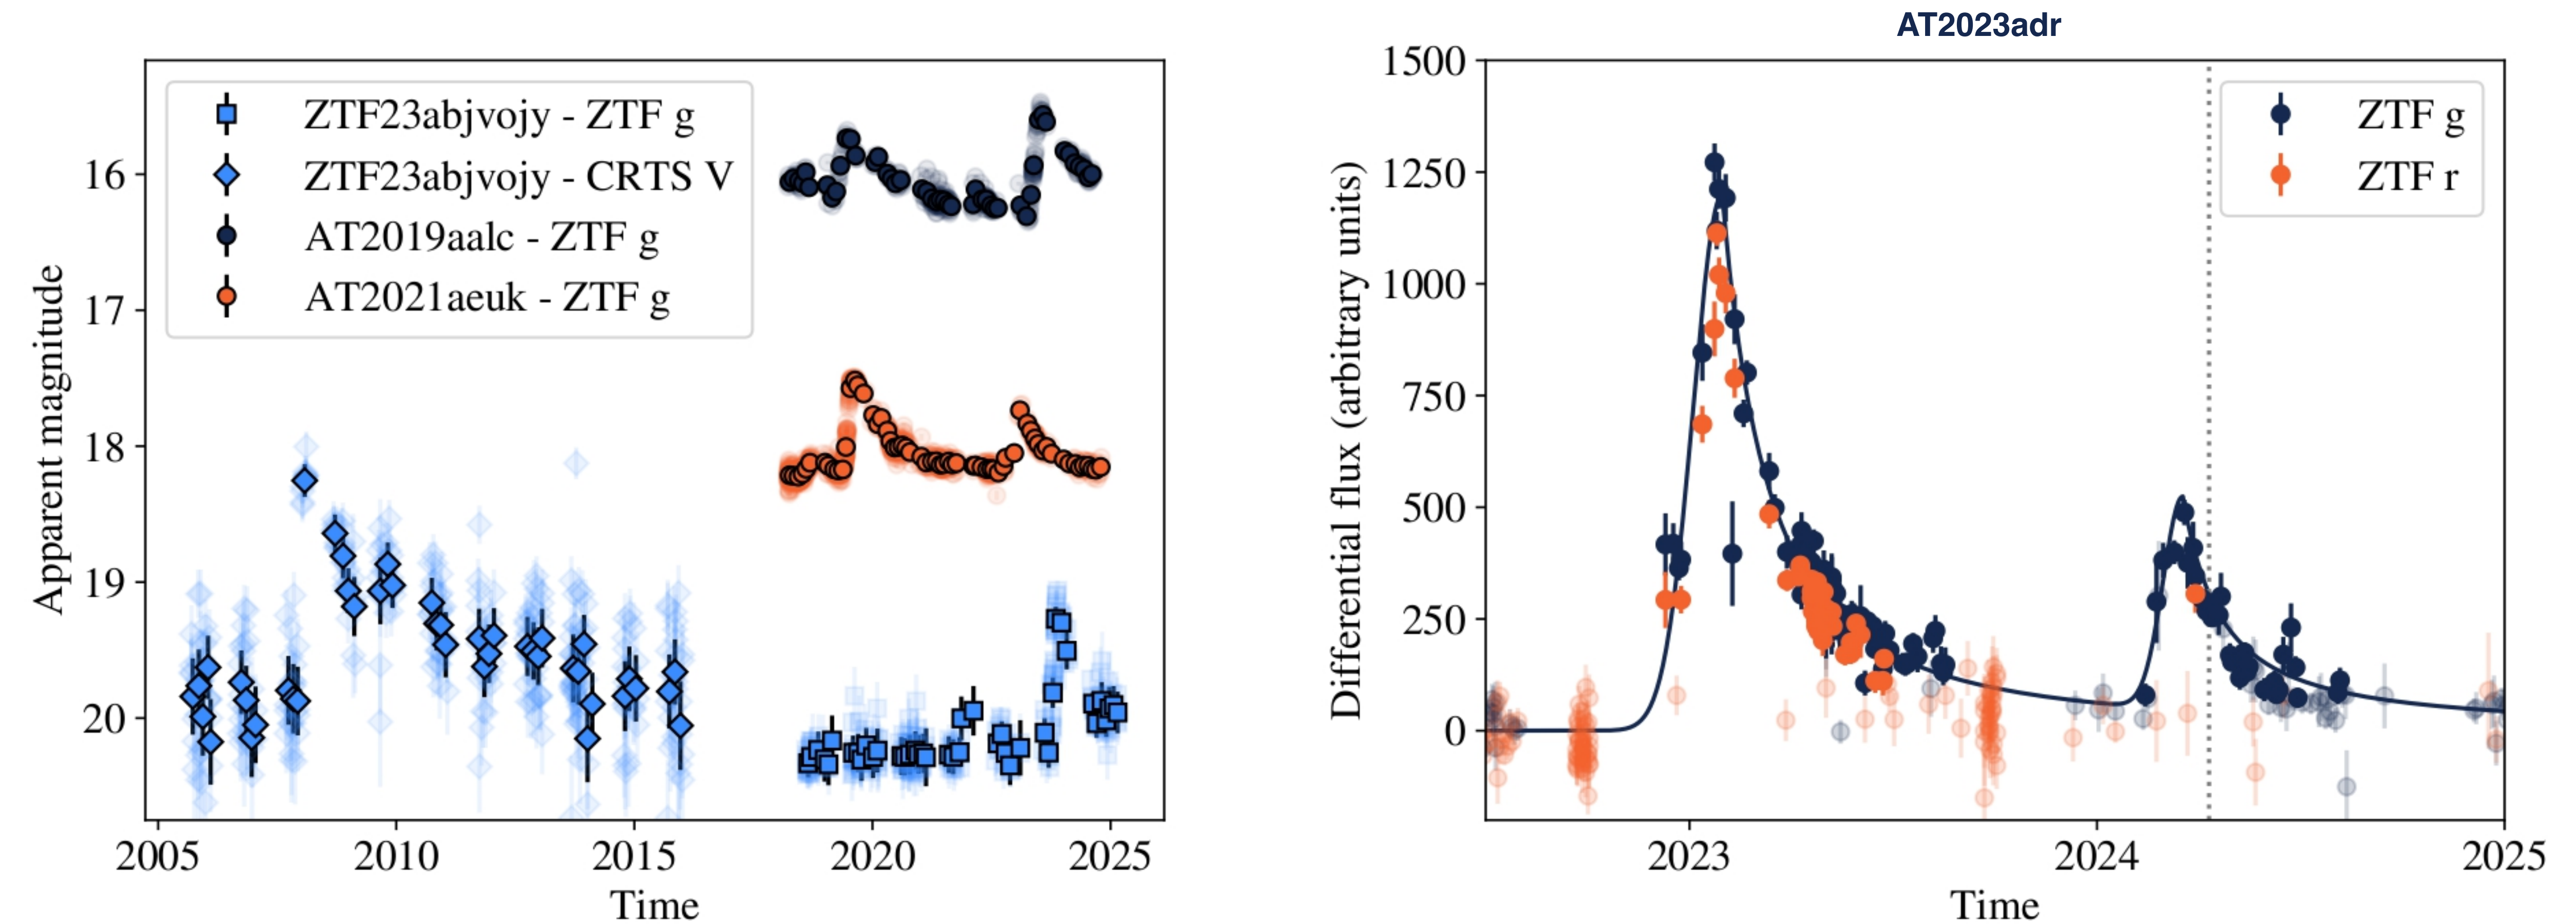 ZTF23abjvojy - ZTF g
ZTF23abjvojy - CRTS V
AT2019aalc - ZTF g
AT2021aeuk - ZTF g
Apparent magnitude
16
17
18
19
20
2005 2010 2015 2020 2025
Time
AT2023adr
ZTF g
ZTF r
Differential flux (arbitrary units)
1500
1250
1000
750
500
250
0
2023 2024 2025
Time